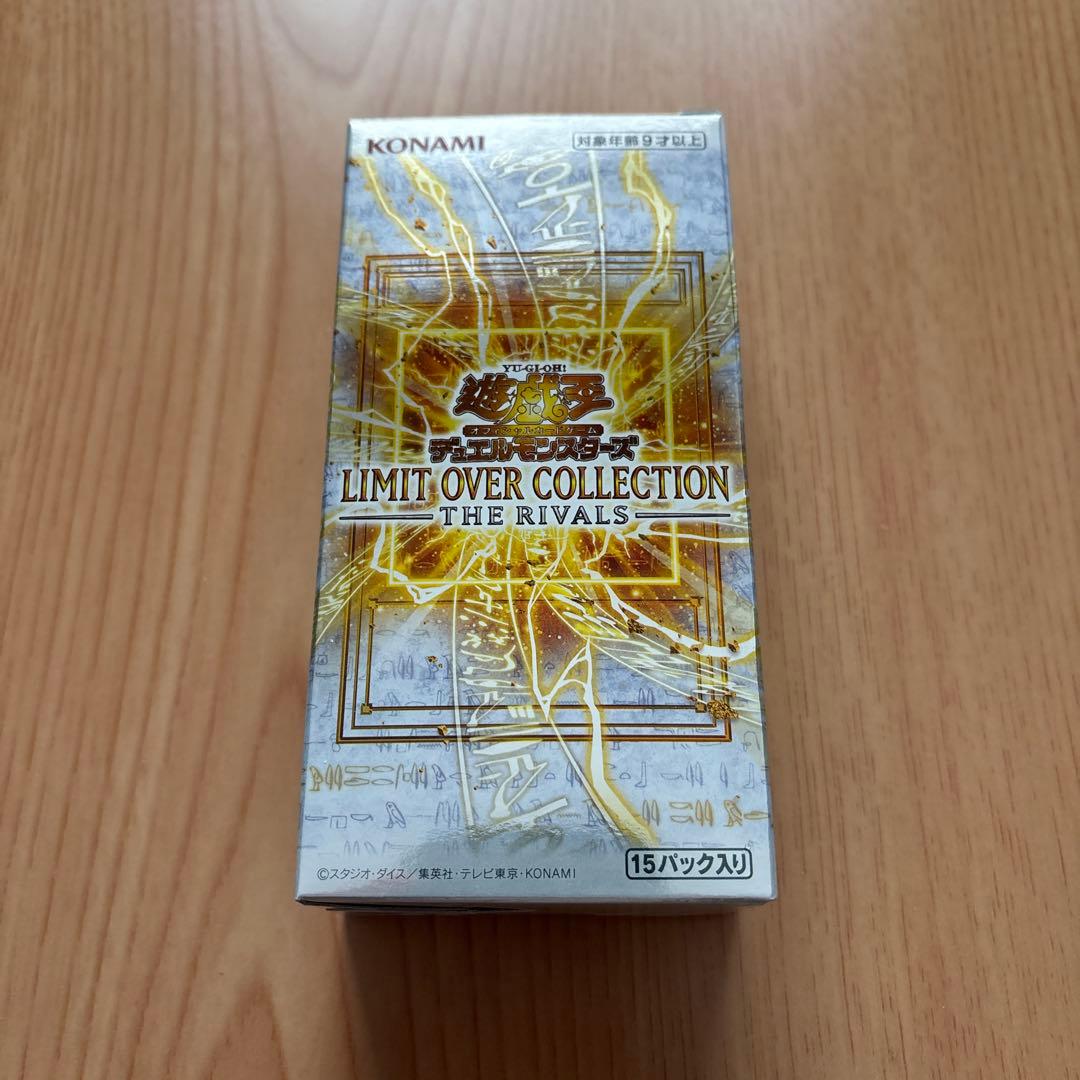 KONAMI
対象年齢9才以上
YU-GI-OH!
遊戯王
オフィシャルカードゲーム
デュエルモンスターズ
LIMIT OVER COLLECTION
THE RIVALS
15パック入り
©スタジオ・ダイス／集英社・テレビ東京・KONAMI